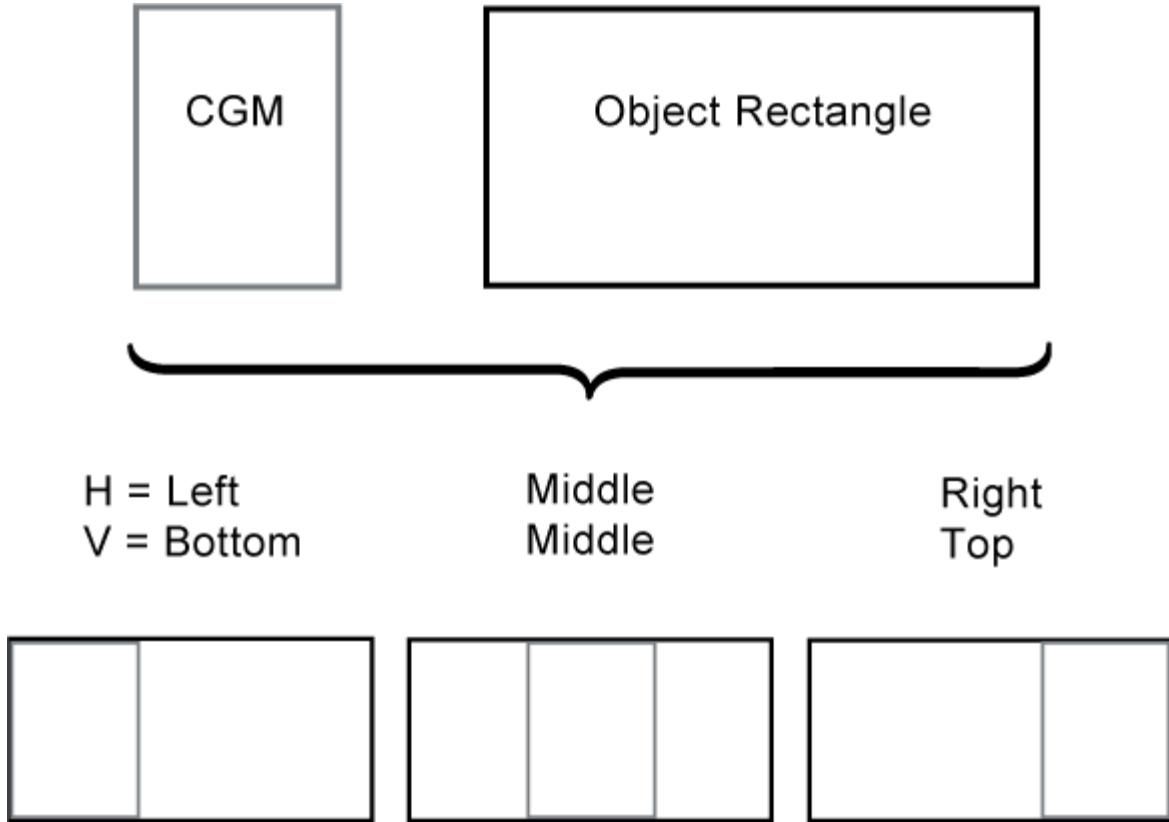 CGM
Object Rectangle
H = Left
V = Bottom
Middle
Middle
Right
Top